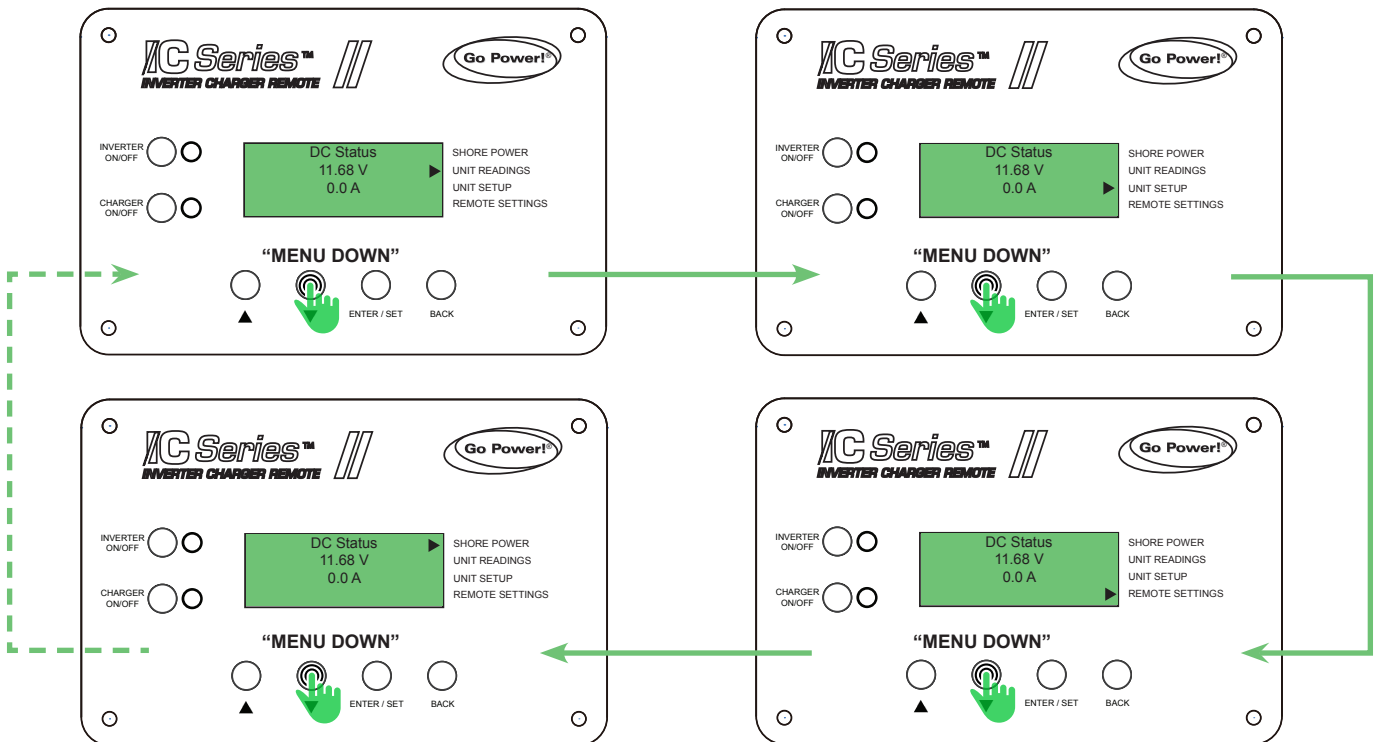 IC Series™
INVERTER CHARGER REMOTE
Go Power!®
INVERTER
ON/OFF
CHARGER
ON/OFF
DC Status
11.68 V
0.0 A
SHORE POWER
UNIT READINGS
UNIT SETUP
REMOTE SETTINGS
“MENU DOWN”
ENTER / SET
BACK
IC Series™
INVERTER CHARGER REMOTE
Go Power!®
INVERTER
ON/OFF
CHARGER
ON/OFF
DC Status
11.68 V
0.0 A
SHORE POWER
UNIT READINGS
UNIT SETUP
REMOTE SETTINGS
“MENU DOWN”
ENTER / SET
BACK
IC Series™
INVERTER CHARGER REMOTE
Go Power!®
INVERTER
ON/OFF
CHARGER
ON/OFF
DC Status
11.68 V
0.0 A
SHORE POWER
UNIT READINGS
UNIT SETUP
REMOTE SETTINGS
“MENU DOWN”
ENTER / SET
BACK
IC Series™
INVERTER CHARGER REMOTE
Go Power!®
INVERTER
ON/OFF
CHARGER
ON/OFF
DC Status
11.68 V
0.0 A
SHORE POWER
UNIT READINGS
UNIT SETUP
REMOTE SETTINGS
“MENU DOWN”
ENTER / SET
BACK